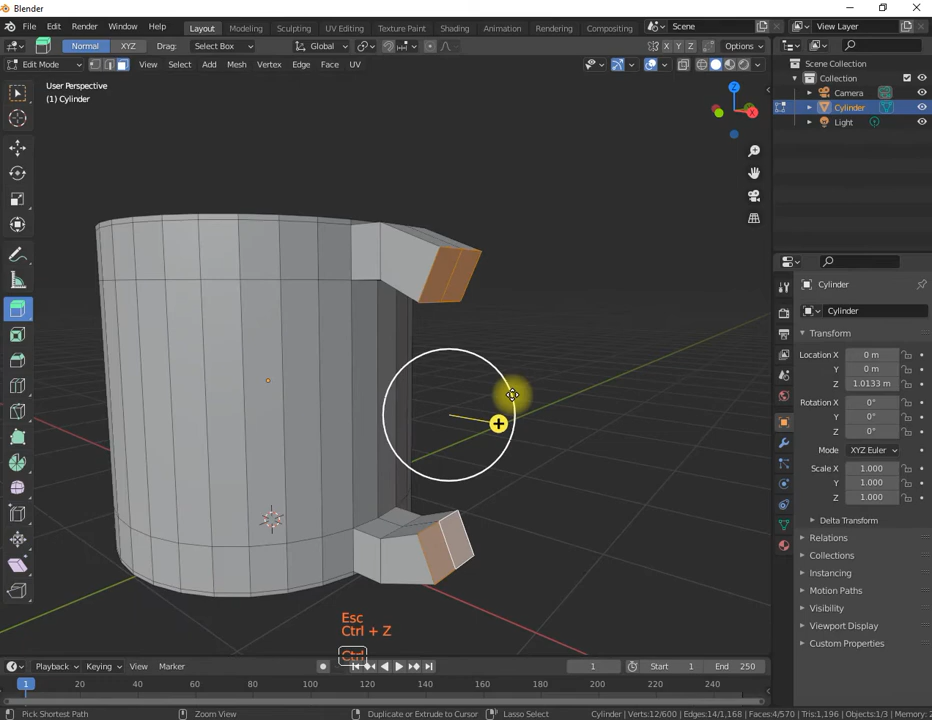 Blender
File Edit Render Window Help Layout Modeling Sculpting UV Editing Texture Paint Shading Animation Rendering Compositing Scene View Layer
Normal XYZ Drag: Select Box Global X Y Z Options
Edit Mode View Select Add Mesh Vertex Edge Face UV
User Perspective
(1) Cylinder
Z
X
Scene Collection
Collection
Camera
Cylinder
Light
Cylinder
Cylinder
Transform
Location X 0 m
Y 0 m
Z 1.0133 m
Rotation X 0°
Y 0°
Z 0°
Mode XYZ Euler
Scale X 1.000
Y 1.000
Z 1.000
Delta Transform
Relations
Collections
Instancing
Motion Paths
Visibility
Viewport Display
Custom Properties
Esc
Ctrl + Z
Ctrl
Playback Keying View Marker 1 Start 1 End 250
1 20 40 60 80 100 120 140 160 180 200 220 240
Pick Shortest Path Zoom View Duplicate or Extrude to Cursor Lasso Select Cylinder | Verts:12/600 | Edges:14/1,168 | Faces:4/570 | Tris:1,196 | Objects:1/3 | Memory: 2